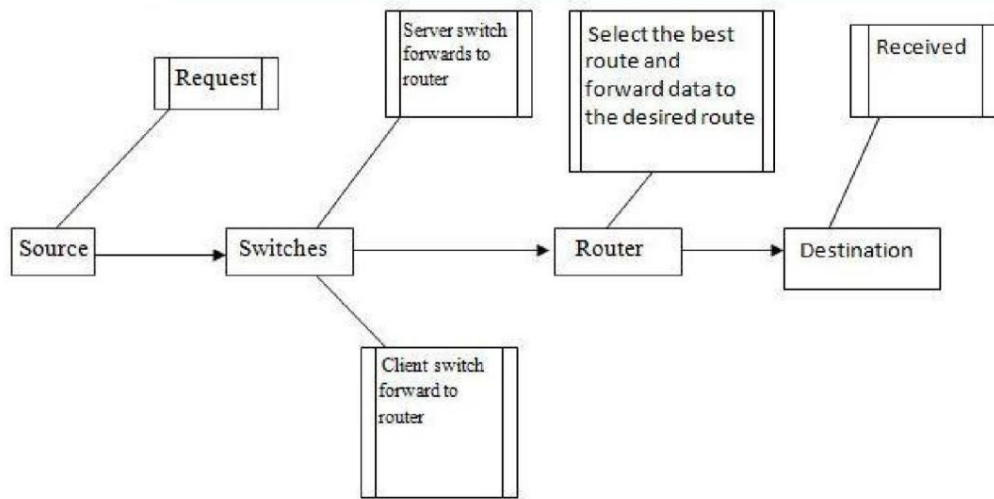 Request
Server switch
forwards to
router
Select the best
route and
forward data to
the desired route
Received
Source
Switches
Router
Destination
Client switch
forward to
router